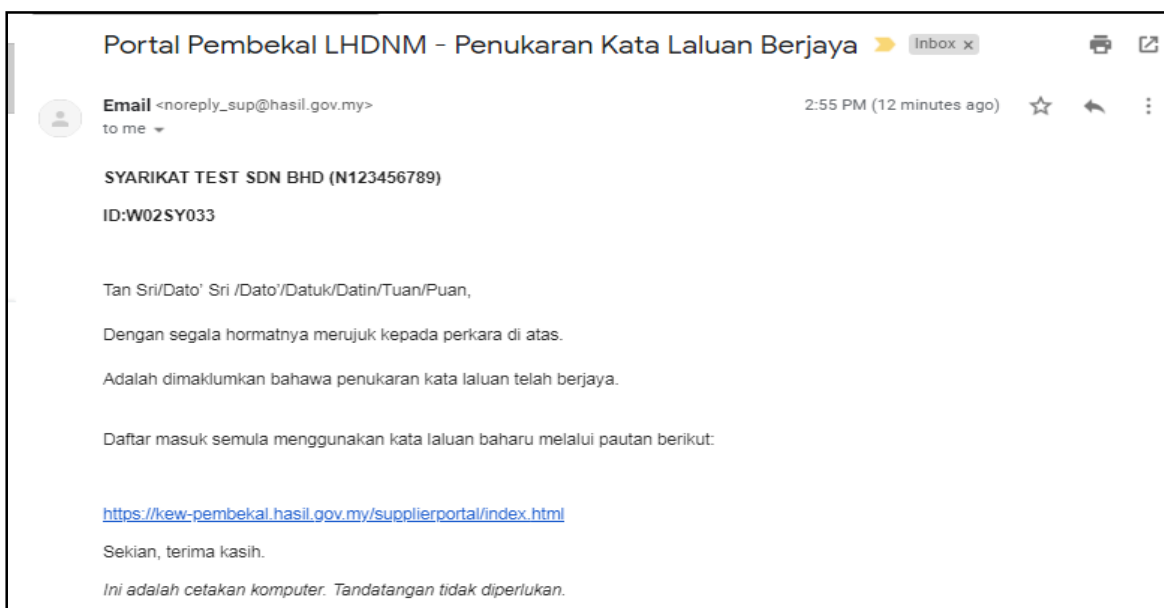 Portal Pembekal LHDNM - Penukaran Kata Laluan Berjaya Inbox x
Email <noreply_sup@hasil.gov.my> 2:55 PM (12 minutes ago)
to me
SYARIKAT TEST SDN BHD (N123456789)
ID:W02SY033
Tan Sri/Dato' Sri /Dato'/Datuk/Datin/Tuan/Puan,
Dengan segala hormatnya merujuk kepada perkara di atas.
Adalah dimaklumkan bahawa penukaran kata laluan telah berjaya.
Daftar masuk semula menggunakan kata laluan baharu melalui pautan berikut:
https://kew-pembekal.hasil.gov.my/supplierportal/index.html
Sekian, terima kasih.
Ini adalah cetakan komputer. Tandatangan tidak diperlukan.